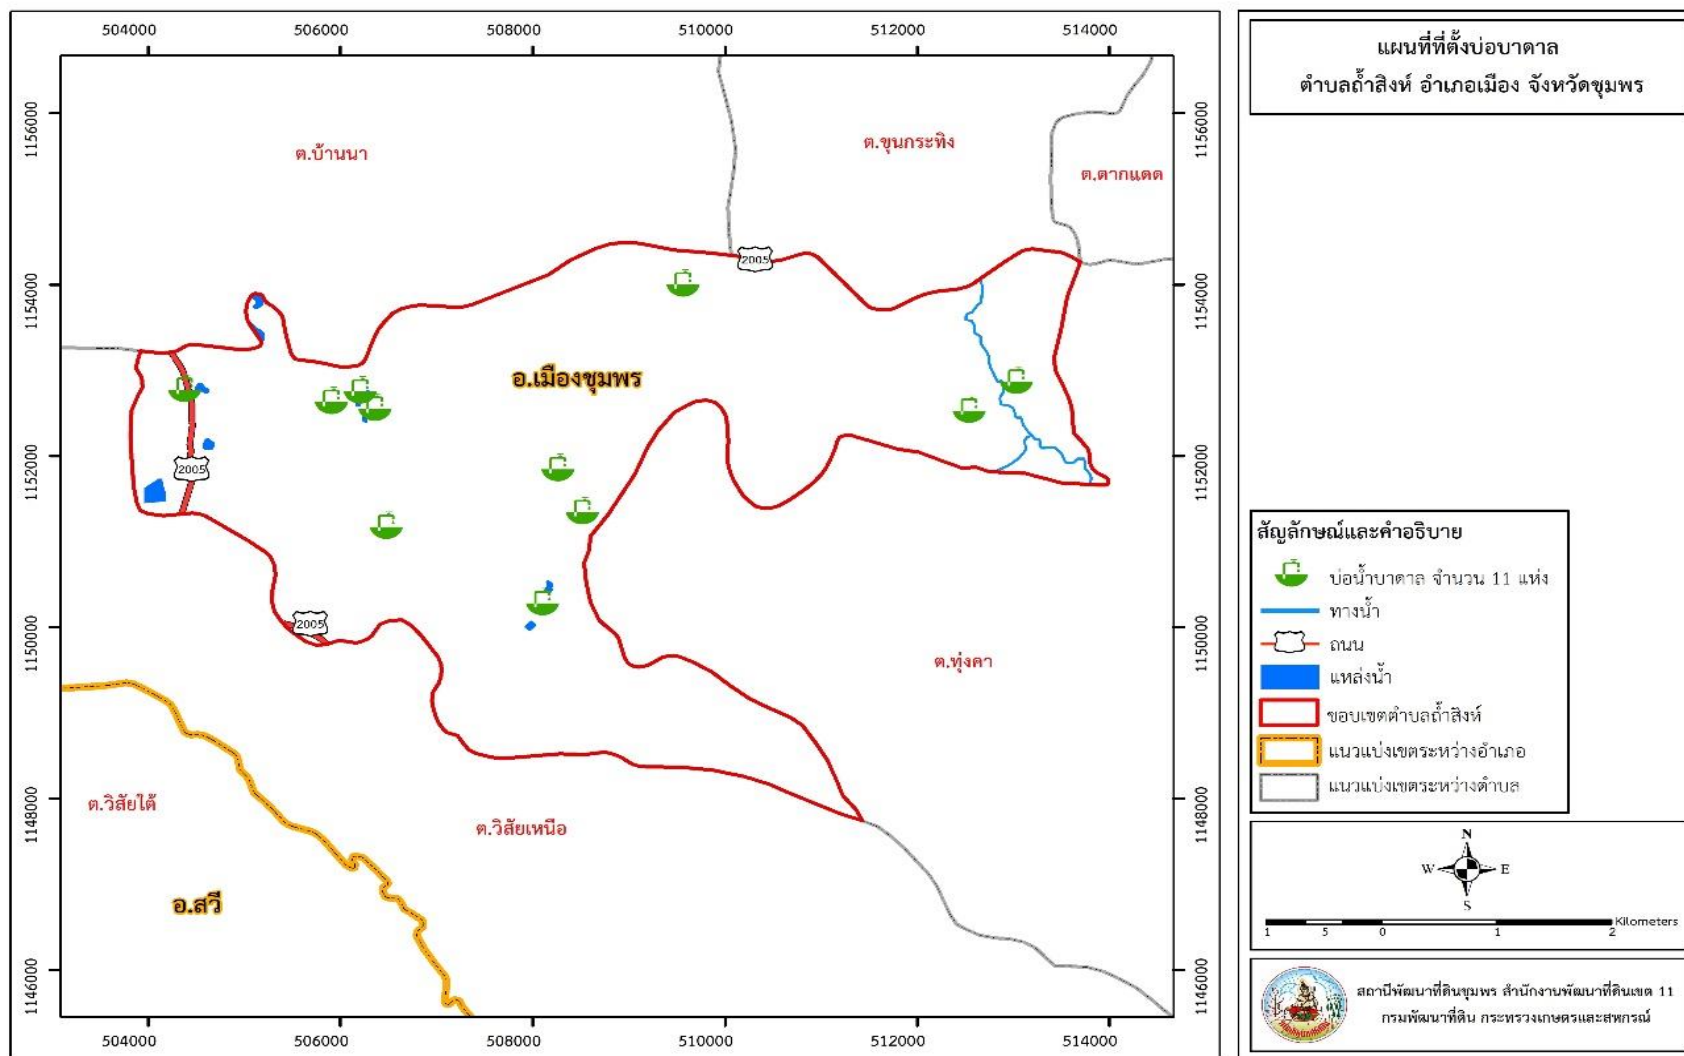 504000 506000 508000 510000 512000 514000
แผนที่ที่ตั้งบ่อบาดาล
ตำบลถ้ำสิงห์ อำเภอเมือง จังหวัดชุมพร
1156000 1156000
ต.บ้านนา
ต.ขุนกระทิง
ต.ตากแดด
2005
1154000 1154000
อ.เมืองชุมพร
1152000 1152000
2005
2005
1150000 1150000
ต.ทุ่งคา
ต.วิสัยใต้
ต.วิสัยเหนือ
1148000 1148000
อ.สวี
1146000 1146000
504000 506000 508000 510000 512000 514000
สัญลักษณ์และคำอธิบาย
บ่อน้ำบาดาล จำนวน 11 แห่ง
ทางน้ำ
ถนน
แหล่งน้ำ
ขอบเขตตำบลถ้ำสิงห์
แนวแบ่งเขตระหว่างอำเภอ
แนวแบ่งเขตระหว่างตำบล
N
W E
S
Kilometers
1 5 0 1 2
สถานีพัฒนาที่ดินชุมพร สำนักงานพัฒนาที่ดินเขต 11
กรมพัฒนาที่ดิน กระทรวงเกษตรและสหกรณ์